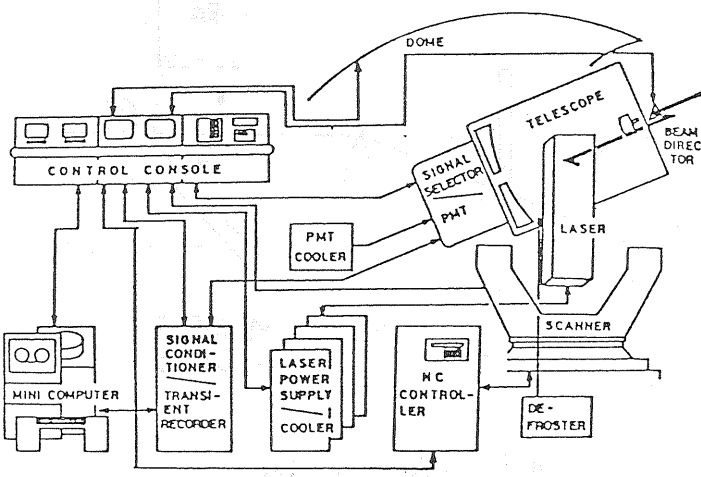 DOME
TELESCOPE
BEAM
DIREC
TOR
CONTROL CONSOLE
SIGNAL
SELECTOR
PMT
LASER
PMT
COOLER
SCANNER
SIGNAL
CONDI-
TIONER
TRANSI-
ENT
RECORDER
MINI COMPUTER
LASER
POWER
SUPPLY
COOLER
NC
CONTROL-
LER
DE-
FROSTER